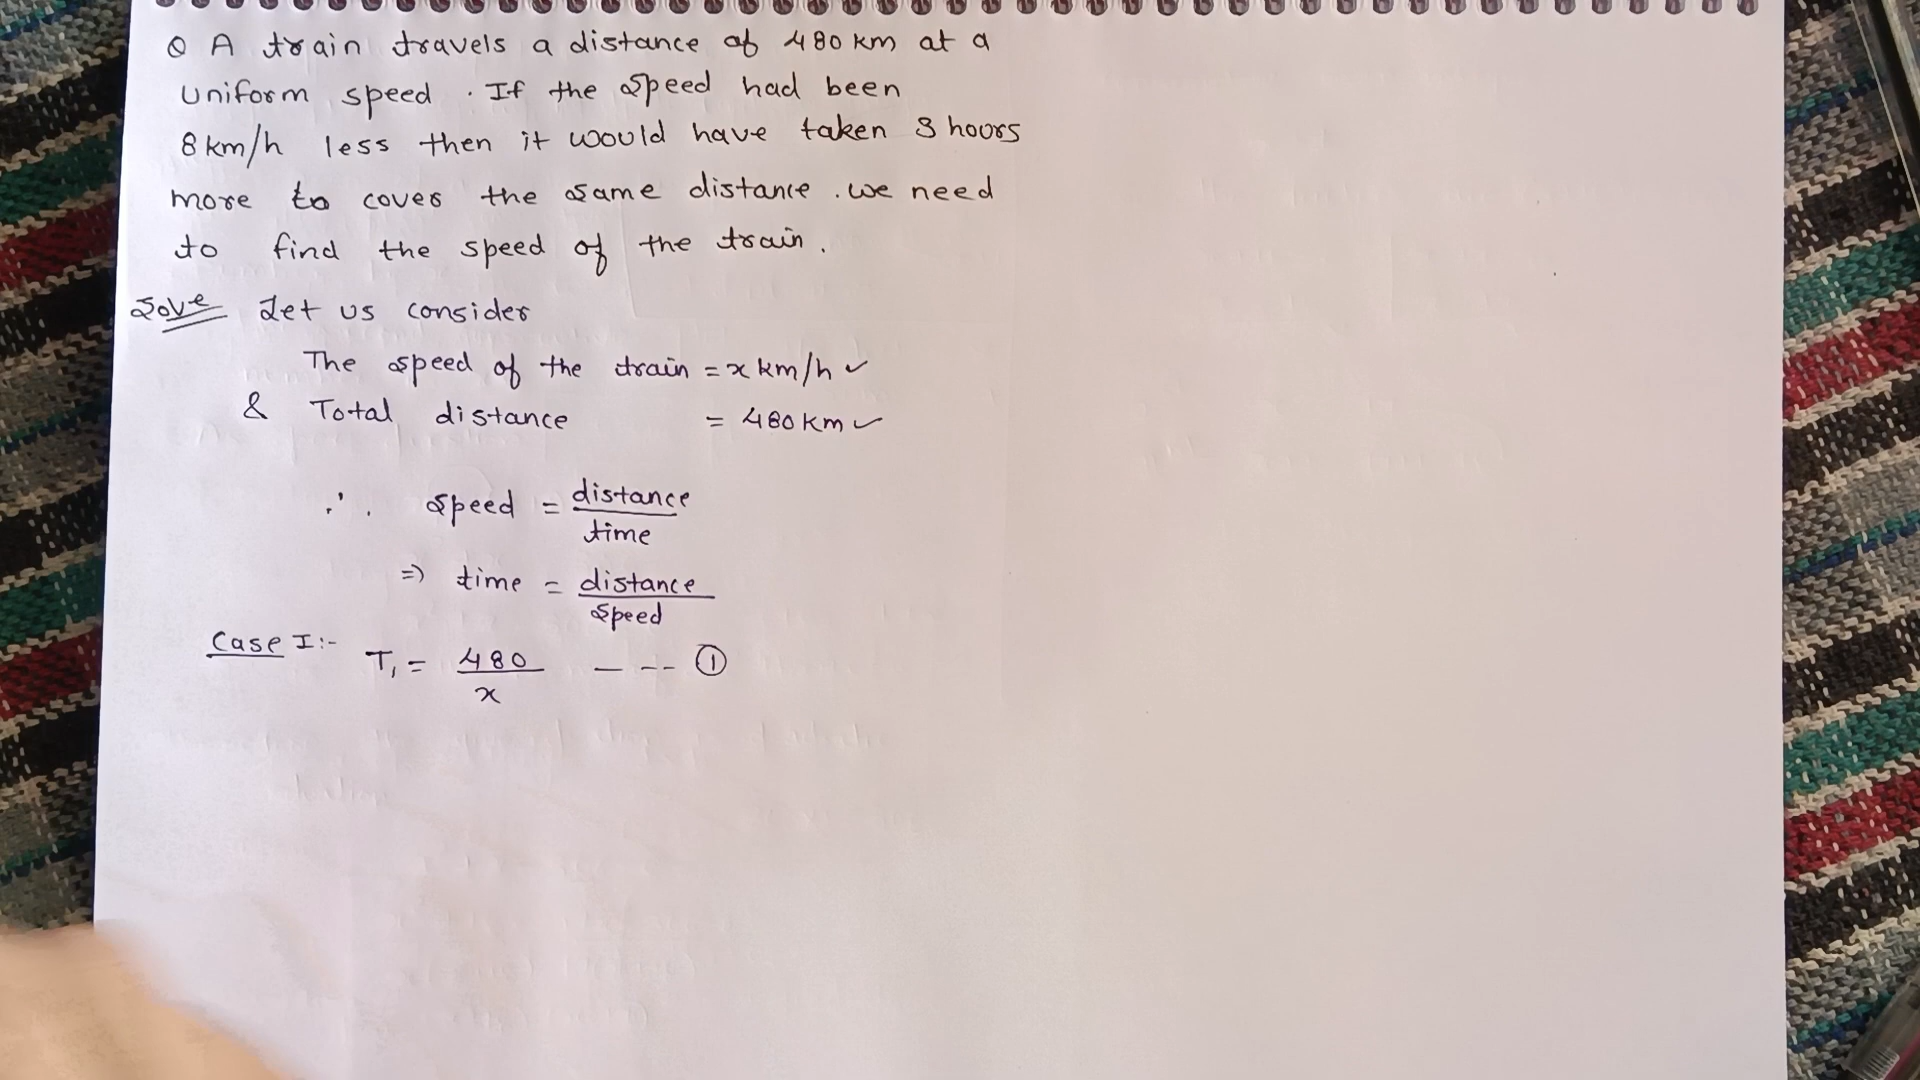 Q A train travels a distance of 480 km at a
uniform speed . If the speed had been
8 km/h less then it would have taken 3 hours
more to cover the same distance . we need
to find the speed of the train .
Solve Let us consider
The speed of the train = x km/h ✓
& Total distance = 480 km ✓
∴ speed = distance / time
⇒ time = distance / speed
Case I :- T₁ = 480 / x — -- ①